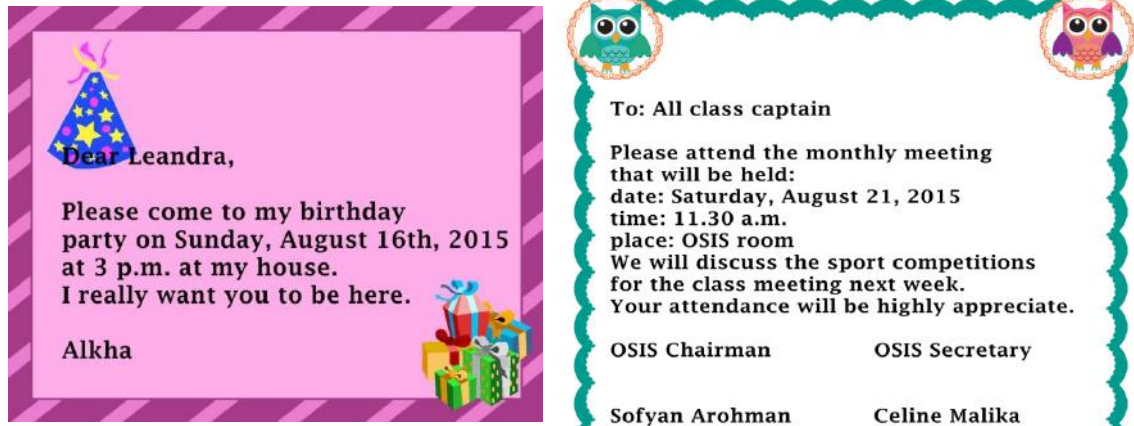 Dear Leandra,
Please come to my birthday
party on Sunday, August 16th, 2015
at 3 p.m. at my house.
I really want you to be here.
Alkha
To: All class captain
Please attend the monthly meeting
that will be held:
date: Saturday, August 21, 2015
time: 11.30 a.m.
place: OSIS room
We will discuss the sport competitions
for the class meeting next week.
Your attendance will be highly appreciate.
OSIS Chairman OSIS Secretary
Sofyan Arohman Celine Malika